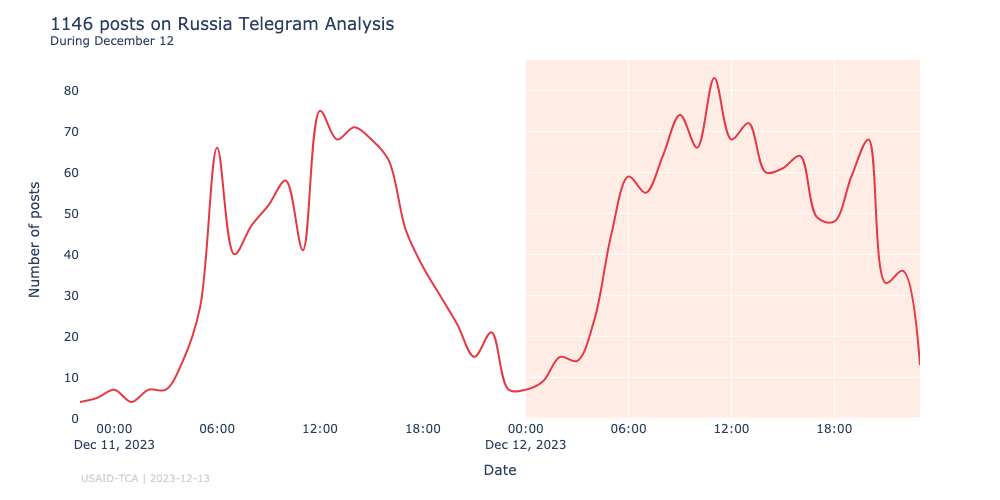 1146 posts on Russia Telegram Analysis
During December 12
Number of posts
80
70
60
50
40
30
20
10
0
00:00 06:00 12:00 18:00 00:00 06:00 12:00 18:00
Dec 11, 2023 Dec 12, 2023
Date
USAID-TCA | 2023-12-13